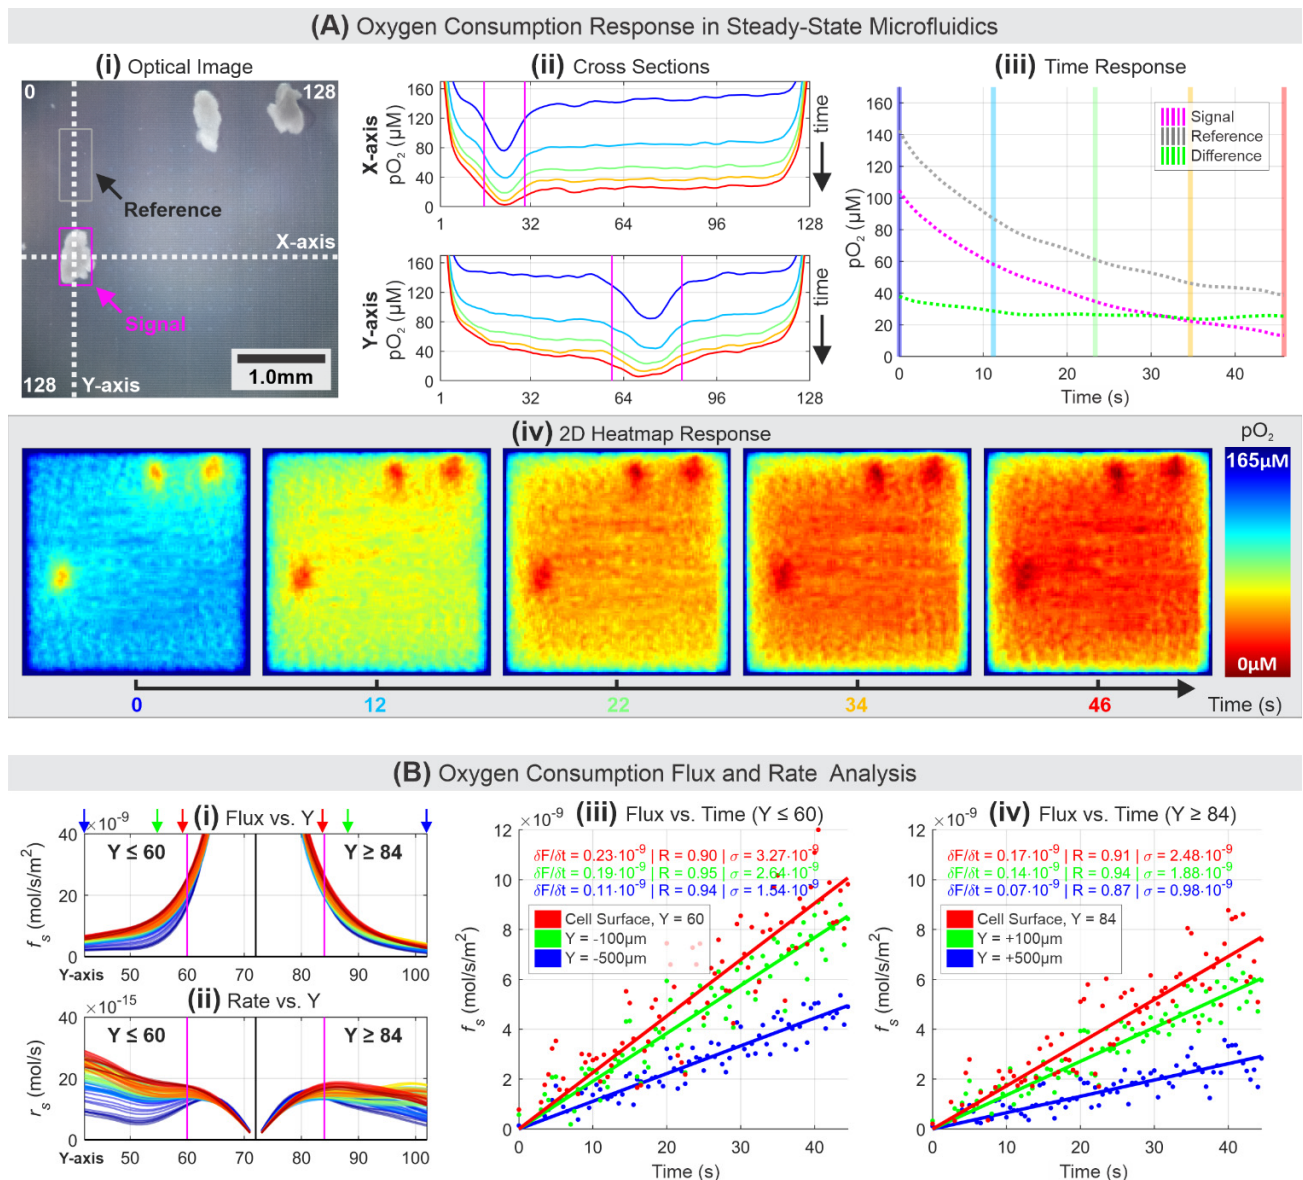 (A) Oxygen Consumption Response in Steady-State Microfluidics
(i) Optical Image
0
128
Reference
X-axis
Signal
128
Y-axis
1.0mm
(ii) Cross Sections
X-axis
pO₂ (µM)
160
120
80
40
0
1 32 64 96 128
time
Y-axis
pO₂ (µM)
160
120
80
40
0
1 32 64 96 128
time
(iii) Time Response
pO₂ (µM)
160
140
120
100
80
60
40
20
0
0 10 20 30 40
Time (s)
Signal
Reference
Difference
(iv) 2D Heatmap Response
pO₂
165µM
0µM
0 12 22 34 46 Time (s)
(B) Oxygen Consumption Flux and Rate Analysis
(i) Flux vs. Y
×10⁻⁹
40
20
0
fₛ (mol/s/m²)
Y ≤ 60
Y ≥ 84
Y-axis 50 60 70 80 90 100
(ii) Rate vs. Y
×10⁻¹⁵
40
20
0
rₛ (mol/s)
Y ≤ 60
Y ≥ 84
Y-axis 50 60 70 80 90 100
(iii) Flux vs. Time (Y ≤ 60)
×10⁻⁹
12
10
8
6
4
2
0
fₛ (mol/s/m²)
δF/δt = 0.23·10⁻⁹ | R = 0.90 | σ = 3.27·10⁻⁹
δF/δt = 0.19·10⁻⁹ | R = 0.95 | σ = 2.64·10⁻⁹
δF/δt = 0.11·10⁻⁹ | R = 0.94 | σ = 1.54·10⁻⁹
Cell Surface, Y = 60
Y = -100µm
Y = -500µm
0 10 20 30 40
Time (s)
(iv) Flux vs. Time (Y ≥ 84)
×10⁻⁹
12
10
8
6
4
2
0
fₛ (mol/s/m²)
δF/δt = 0.17·10⁻⁹ | R = 0.91 | σ = 2.48·10⁻⁹
δF/δt = 0.14·10⁻⁹ | R = 0.94 | σ = 1.88·10⁻⁹
δF/δt = 0.07·10⁻⁹ | R = 0.87 | σ = 0.98·10⁻⁹
Cell Surface, Y = 84
Y = +100µm
Y = +500µm
0 10 20 30 40
Time (s)